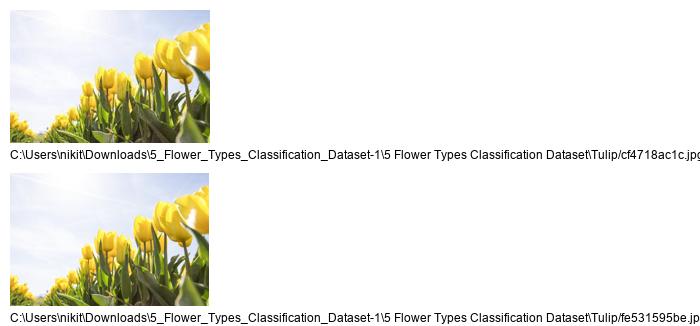 C:\Users\nikit\Downloads\5_Flower_Types_Classification_Dataset-1\5 Flower Types Classification Dataset\Tulip/cf4718ac1c.jpg
C:\Users\nikit\Downloads\5_Flower_Types_Classification_Dataset-1\5 Flower Types Classification Dataset\Tulip/fe531595be.jp